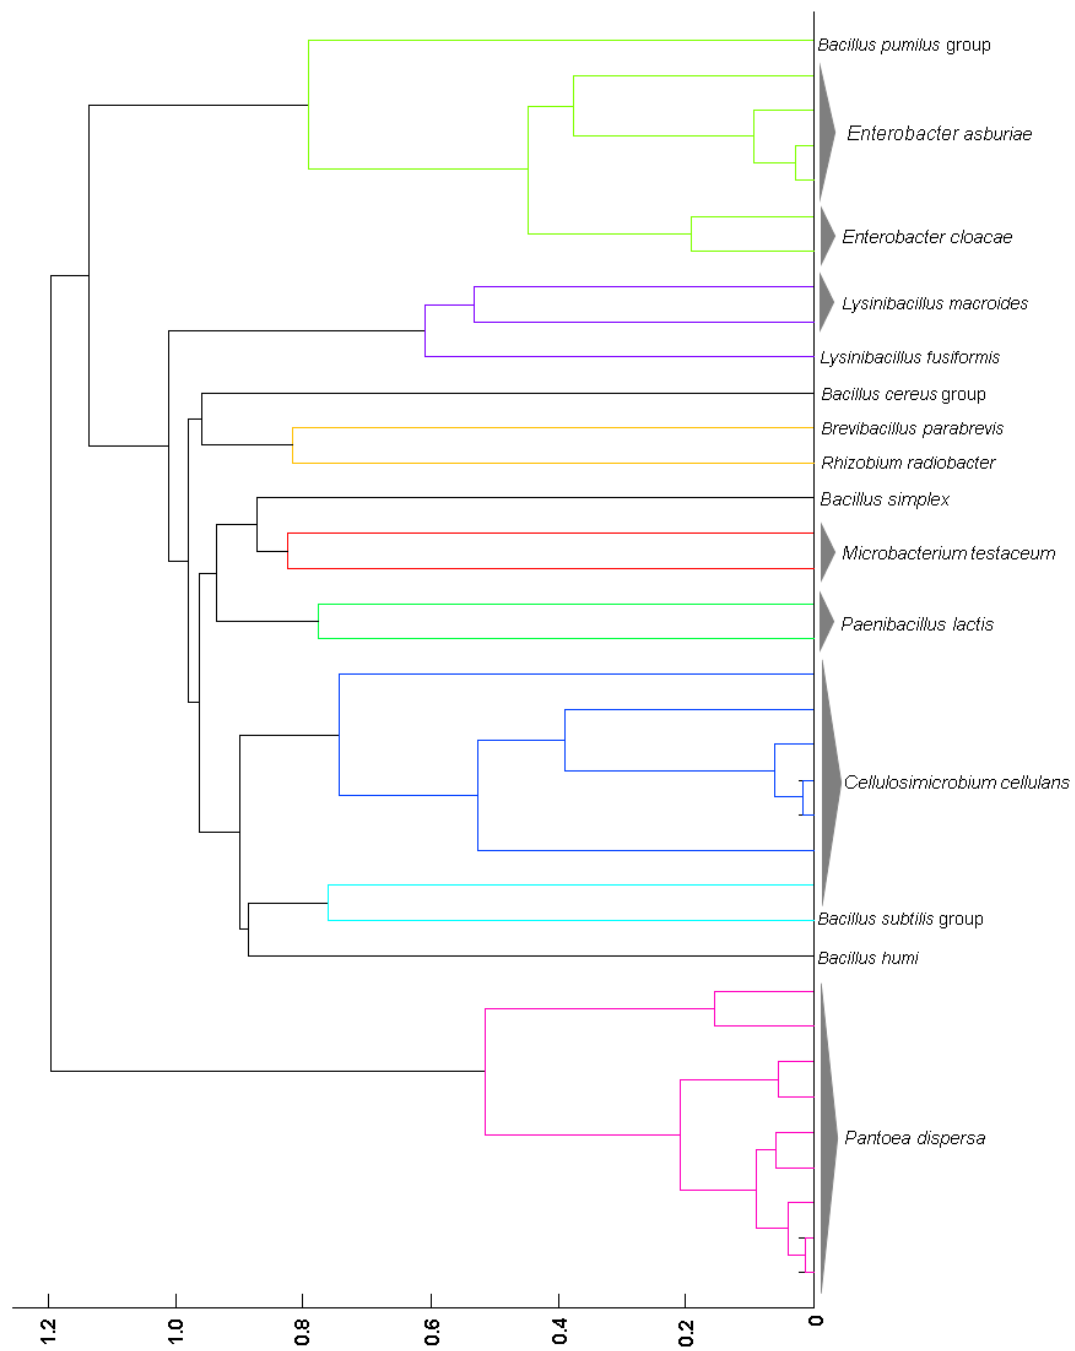 Bacillus pumilus group
Enterobacter asburiae
Enterobacter cloacae
Lysinibacillus macroides
Lysinibacillus fusiformis
Bacillus cereus group
Brevibacillus parabrevis
Rhizobium radiobacter
Bacillus simplex
Microbacterium testaceum
Paenibacillus lactis
Cellulosimicrobium cellulans
Bacillus subtilis group
Bacillus humi
Pantoea dispersa
1.2 1.0 0.8 0.6 0.4 0.2 0